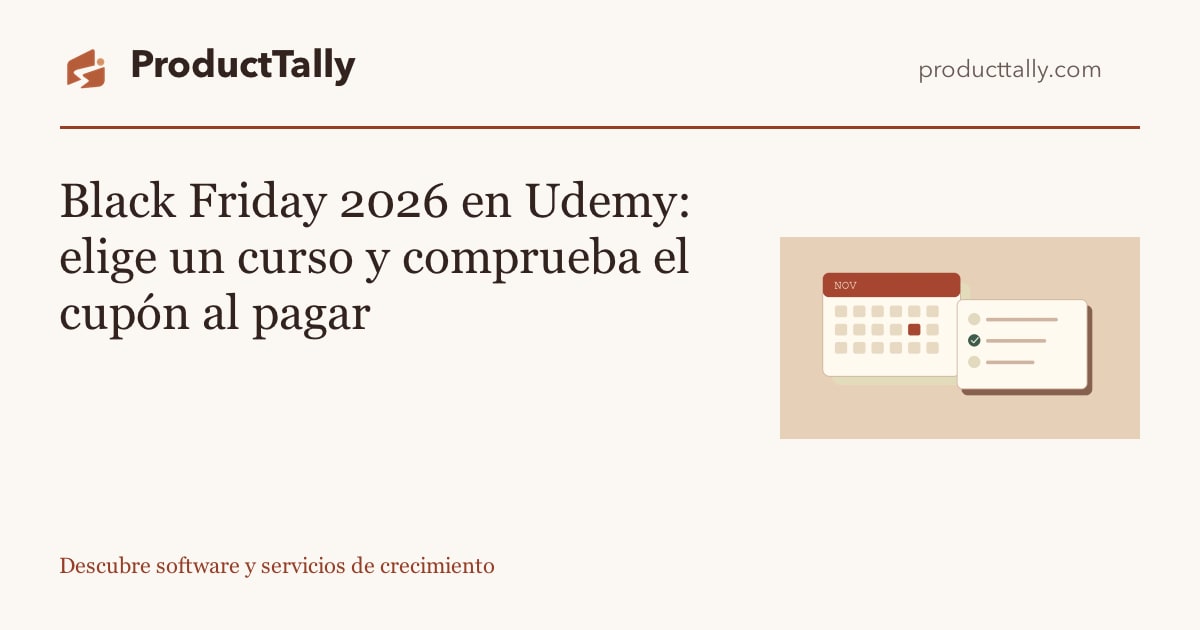 ProductTally
producttally.com
Black Friday 2026 en Udemy:
elige un curso y comprueba el
cupón al pagar
NOV
Descubre software y servicios de crecimiento